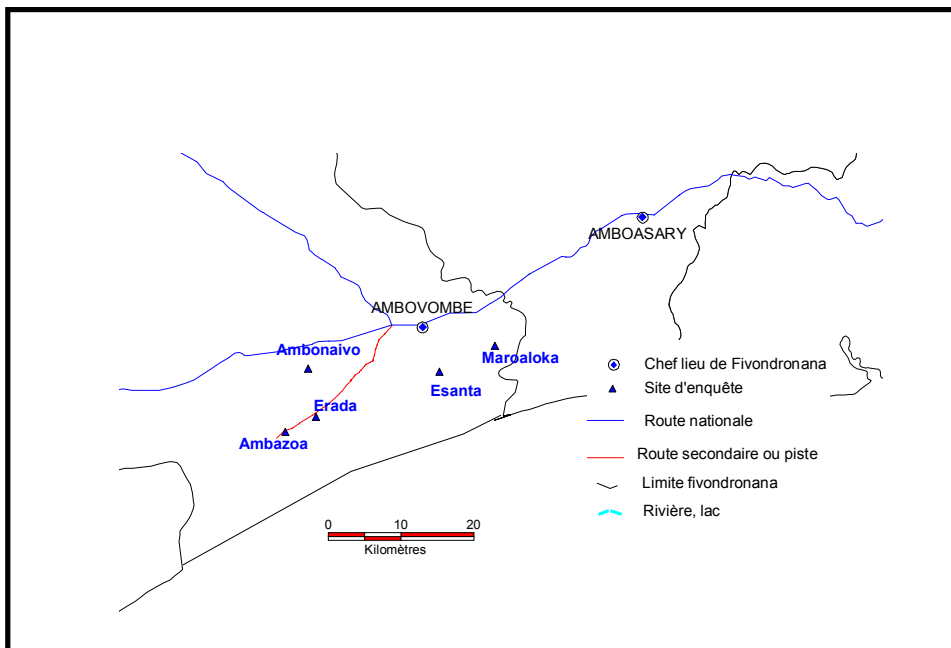 AMBOASARY
AMBOVOMBE
Ambonaivo
Maroaloka
Esanta
Erada
Ambazoa
Chef lieu de Fivondronana
Site d'enquête
Route nationale
Route secondaire ou piste
Limite fivondronana
Rivière, lac
0 10 20
Kilomètres